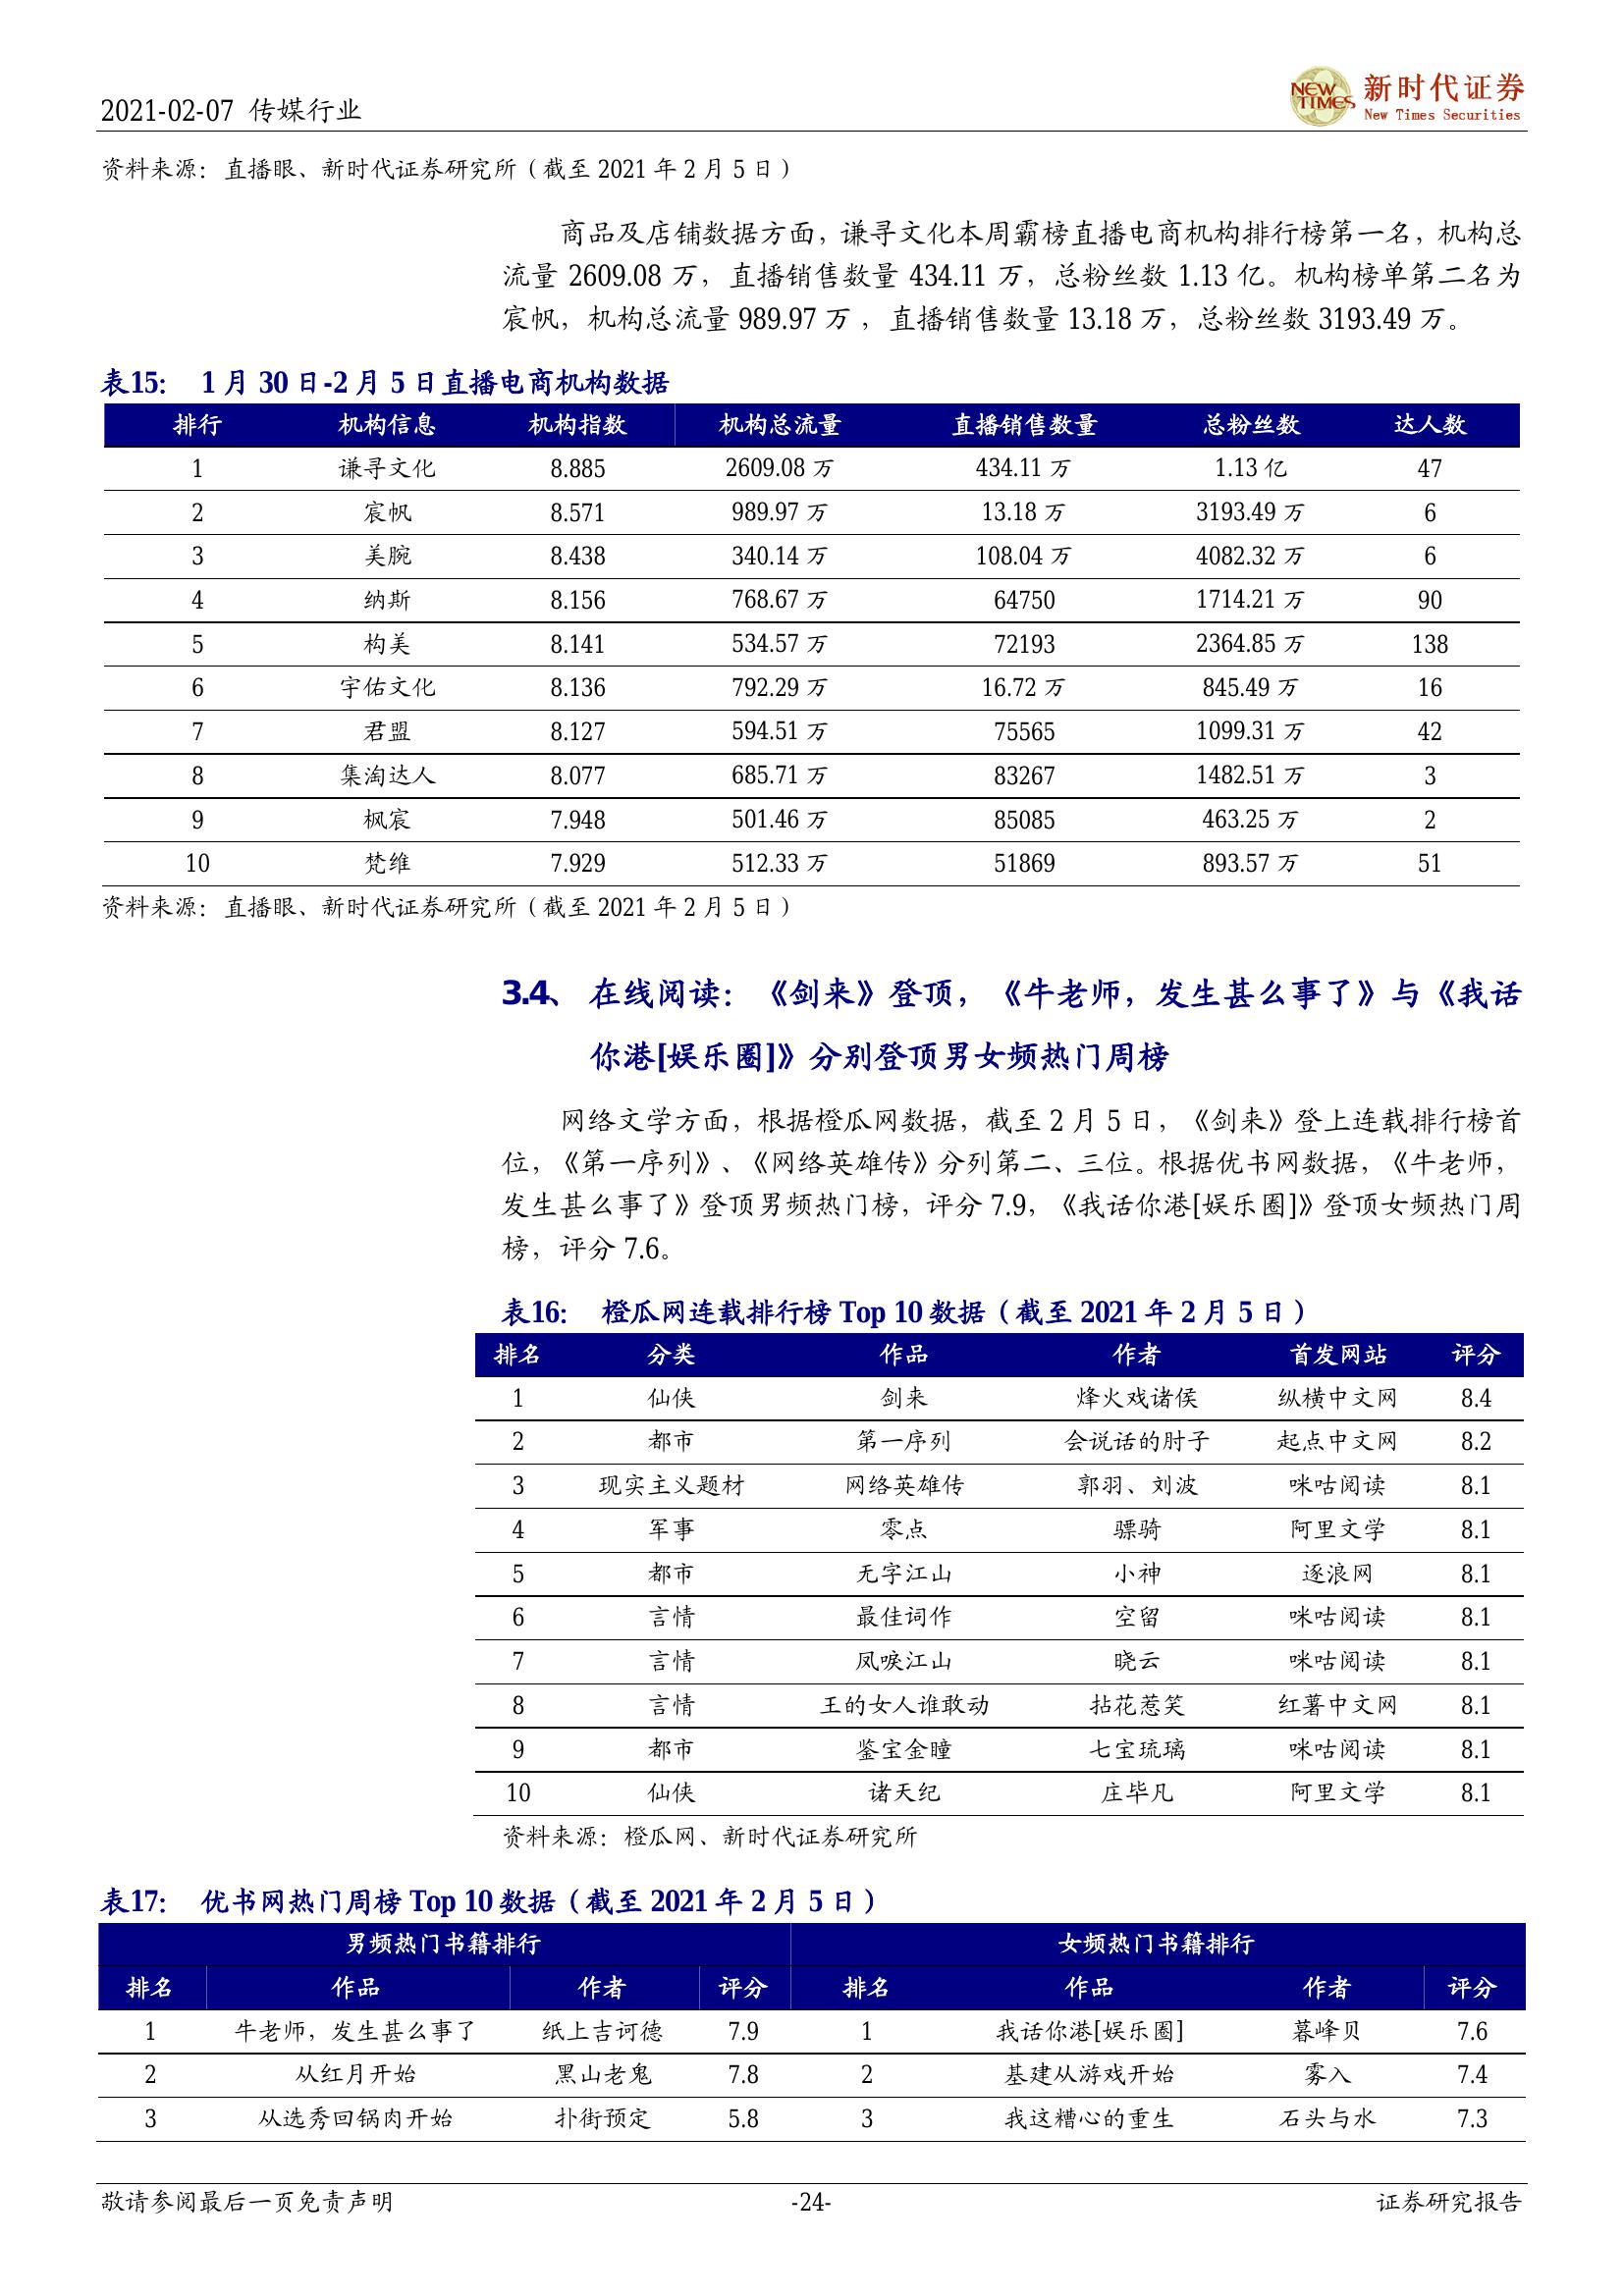 2021-02-07 传媒行业
NEW TIMES
新时代证券
New Times Securities
资料来源：直播眼、新时代证券研究所（截至 2021 年 2 月 5 日）
商品及店铺数据方面，谦寻文化本周霸榜直播电商机构排行榜第一名，机构总
流量 2609.08 万，直播销售数量 434.11 万，总粉丝数 1.13 亿。机构榜单第二名为
宸帆，机构总流量 989.97 万 ，直播销售数量 13.18 万，总粉丝数 3193.49 万。
表15： 1 月 30 日-2 月 5 日直播电商机构数据
排行 机构信息 机构指数 机构总流量 直播销售数量 总粉丝数 达人数
1 谦寻文化 8.885 2609.08 万 434.11 万 1.13 亿 47
2 宸帆 8.571 989.97 万 13.18 万 3193.49 万 6
3 美腕 8.438 340.14 万 108.04 万 4082.32 万 6
4 纳斯 8.156 768.67 万 64750 1714.21 万 90
5 构美 8.141 534.57 万 72193 2364.85 万 138
6 宇佑文化 8.136 792.29 万 16.72 万 845.49 万 16
7 君盟 8.127 594.51 万 75565 1099.31 万 42
8 集淘达人 8.077 685.71 万 83267 1482.51 万 3
9 枫宸 7.948 501.46 万 85085 463.25 万 2
10 梵维 7.929 512.33 万 51869 893.57 万 51
资料来源：直播眼、新时代证券研究所（截至 2021 年 2 月 5 日）
3.4、 在线阅读：《剑来》登顶，《牛老师，发生甚么事了》与《我话
你港[娱乐圈]》分别登顶男女频热门周榜
网络文学方面，根据橙瓜网数据，截至 2 月 5 日，《剑来》登上连载排行榜首
位，《第一序列》、《网络英雄传》分列第二、三位。根据优书网数据，《牛老师，
发生甚么事了》登顶男频热门榜，评分 7.9，《我话你港[娱乐圈]》登顶女频热门周
榜，评分 7.6。
表16： 橙瓜网连载排行榜 Top 10 数据（截至 2021 年 2 月 5 日）
排名 分类 作品 作者 首发网站 评分
1 仙侠 剑来 烽火戏诸侯 纵横中文网 8.4
2 都市 第一序列 会说话的肘子 起点中文网 8.2
3 现实主义题材 网络英雄传 郭羽、刘波 咪咕阅读 8.1
4 军事 零点 骠骑 阿里文学 8.1
5 都市 无字江山 小神 逐浪网 8.1
6 言情 最佳词作 空留 咪咕阅读 8.1
7 言情 凤唳江山 晓云 咪咕阅读 8.1
8 言情 王的女人谁敢动 拈花惹笑 红薯中文网 8.1
9 都市 鉴宝金瞳 七宝琉璃 咪咕阅读 8.1
10 仙侠 诸天纪 庄毕凡 阿里文学 8.1
资料来源：橙瓜网、新时代证券研究所
表17： 优书网热门周榜 Top 10 数据（截至 2021 年 2 月 5 日）
男频热门书籍排行 女频热门书籍排行
排名 作品 作者 评分 排名 作品 作者 评分
1 牛老师，发生甚么事了 纸上吉诃德 7.9 1 我话你港[娱乐圈] 暮峰贝 7.6
2 从红月开始 黑山老鬼 7.8 2 基建从游戏开始 雾入 7.4
3 从选秀回锅肉开始 扑街预定 5.8 3 我这糟心的重生 石头与水 7.3
敬请参阅最后一页免责声明 -24- 证券研究报告